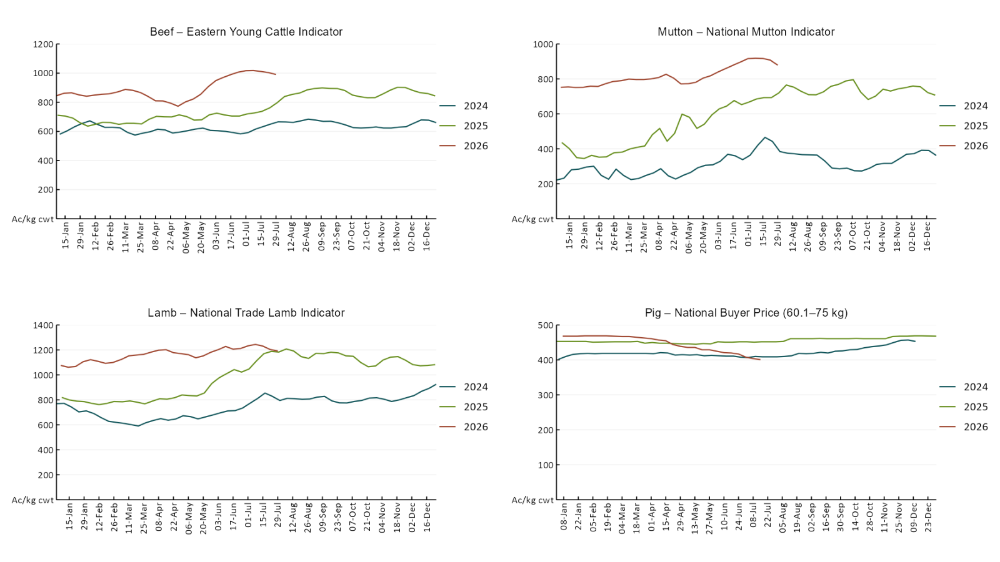 Beef – Eastern Young Cattle Indicator
1200
1000
800
600
400
200
Ac/kg cwt
15-Jan
29-Jan
12-Feb
26-Feb
11-Mar
25-Mar
08-Apr
22-Apr
06-May
20-May
03-Jun
17-Jun
01-Jul
15-Jul
29-Jul
12-Aug
26-Aug
09-Sep
23-Sep
07-Oct
21-Oct
04-Nov
18-Nov
02-Dec
16-Dec
2024
2025
2026
Mutton – National Mutton Indicator
1000
800
600
400
200
Ac/kg cwt
15-Jan
29-Jan
12-Feb
26-Feb
11-Mar
25-Mar
08-Apr
22-Apr
06-May
20-May
03-Jun
17-Jun
01-Jul
15-Jul
29-Jul
12-Aug
26-Aug
09-Sep
23-Sep
07-Oct
21-Oct
04-Nov
18-Nov
02-Dec
16-Dec
2024
2025
2026
Lamb – National Trade Lamb Indicator
1400
1200
1000
800
600
400
200
Ac/kg cwt
15-Jan
29-Jan
12-Feb
26-Feb
11-Mar
25-Mar
08-Apr
22-Apr
06-May
20-May
03-Jun
17-Jun
01-Jul
15-Jul
29-Jul
12-Aug
26-Aug
09-Sep
23-Sep
07-Oct
21-Oct
04-Nov
18-Nov
02-Dec
16-Dec
2024
2025
2026
Pig – National Buyer Price (60.1–75 kg)
500
400
300
200
100
Ac/kg cwt
08-Jan
22-Jan
05-Feb
19-Feb
04-Mar
18-Mar
01-Apr
15-Apr
29-Apr
13-May
27-May
10-Jun
24-Jun
08-Jul
22-Jul
05-Aug
19-Aug
02-Sep
16-Sep
30-Sep
14-Oct
28-Oct
11-Nov
25-Nov
09-Dec
23-Dec
2024
2025
2026